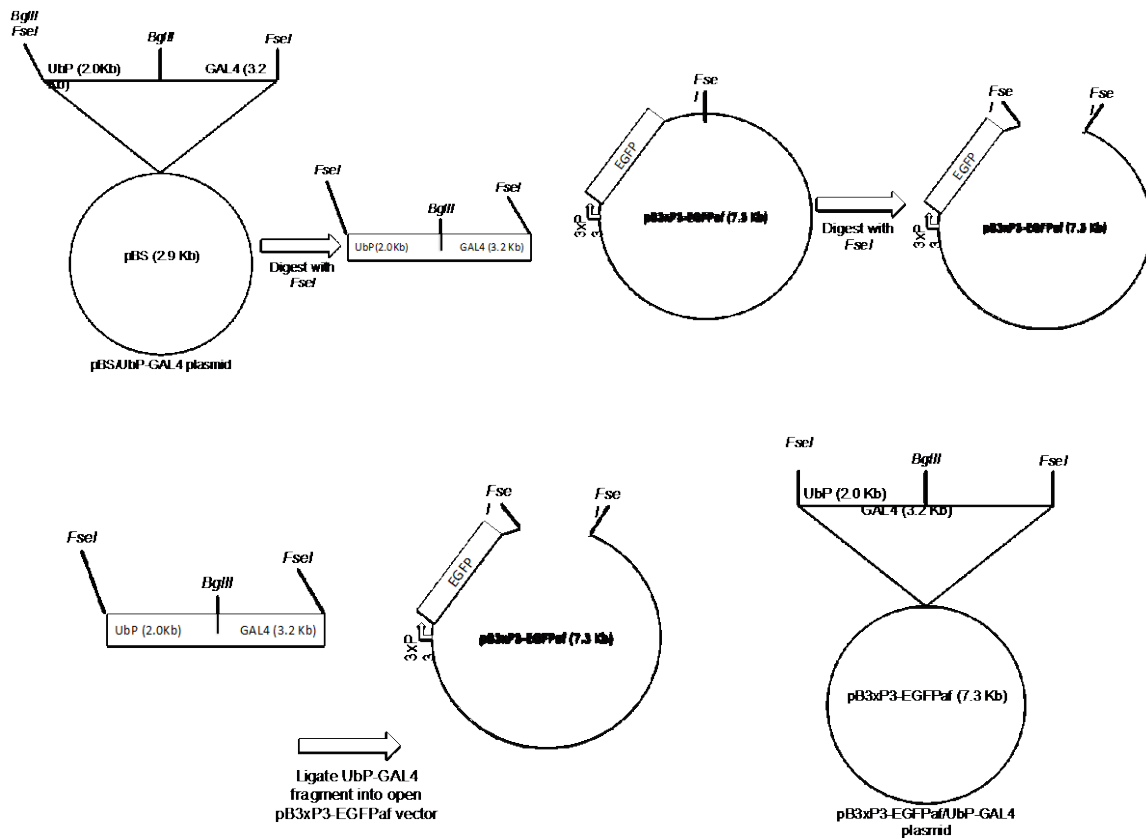 BglII
FseI
BglII
FseI
UbP (2.0Kb)
GAL4 (3.2
Kb)
pBS (2.9 Kb)
pBS/UbP-GAL4 plasmid
Digest with
FseI
FseI
BglII
FseI
UbP(2.0Kb)
GAL4 (3.2 Kb)
Fse
I
EGFP
3xP
3
pB3xP3-EGFPaf (7.3 Kb)
Digest with
FseI
Fse
I
Fse
I
EGFP
3xP
3
pB3xP3-EGFPaf (7.3 Kb)
FseI
BglII
FseI
UbP (2.0Kb)
GAL4 (3.2 Kb)
Ligate UbP-GAL4
fragment into open
pB3xP3-EGFPaf vector
Fse
I
Fse
I
EGFP
3xP
3
pB3xP3-EGFPaf (7.3 Kb)
FseI
BglII
FseI
UbP (2.0 Kb)
GAL4 (3.2 Kb)
pB3xP3-EGFPaf (7.3 Kb)
pB3xP3-EGFPaf/UbP-GAL4
plasmid